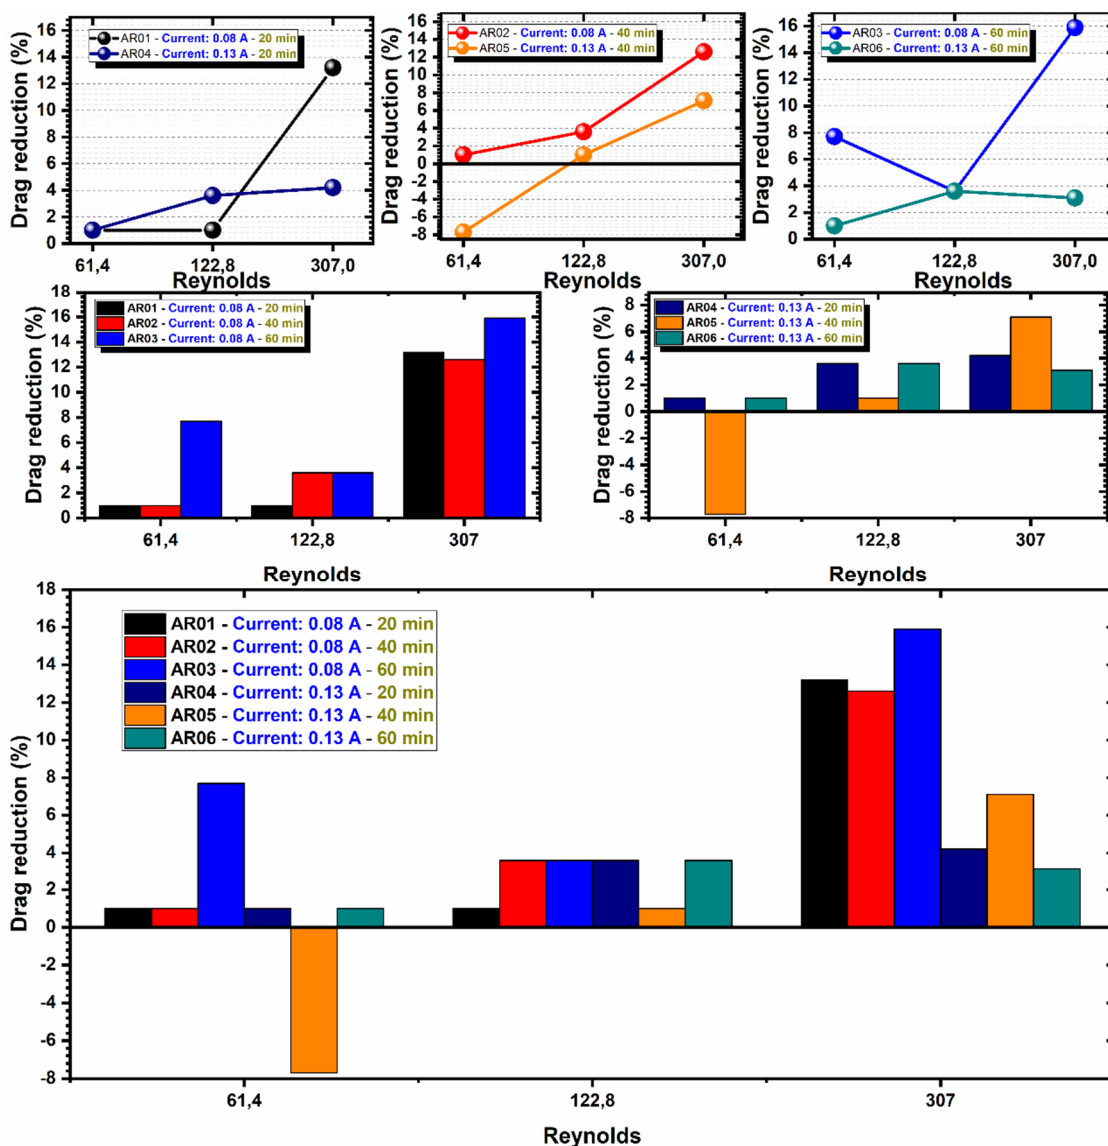 AR01 - Current: 0.08 A - 20 min
AR04 - Current: 0.13 A - 20 min
Drag reduction (%)
16
14
12
10
8
6
4
2
0
61,4
122,8
307,0
Reynolds
AR02 - Current: 0.08 A - 40 min
AR05 - Current: 0.13 A - 40 min
Drag reduction (%)
16
14
12
10
8
6
4
2
0
-2
-4
-6
-8
61,4
122,8
307,0
Reynolds
AR03 - Current: 0.08 A - 60 min
AR06 - Current: 0.13 A - 60 min
Drag reduction (%)
16
14
12
10
8
6
4
2
0
61,4
122,8
307,0
Reynolds
AR01 - Current: 0.08 A - 20 min
AR02 - Current: 0.08 A - 40 min
AR03 - Current: 0.08 A - 60 min
Drag reduction (%)
18
16
14
12
10
8
6
4
2
0
61,4
122,8
307
Reynolds
AR04 - Current: 0.13 A - 20 min
AR05 - Current: 0.13 A - 40 min
AR06 - Current: 0.13 A - 60 min
Drag reduction (%)
8
6
4
2
0
-2
-4
-6
-8
61,4
122,8
307
Reynolds
AR01 - Current: 0.08 A - 20 min
AR02 - Current: 0.08 A - 40 min
AR03 - Current: 0.08 A - 60 min
AR04 - Current: 0.13 A - 20 min
AR05 - Current: 0.13 A - 40 min
AR06 - Current: 0.13 A - 60 min
Drag reduction (%)
18
16
14
12
10
8
6
4
2
0
-2
-4
-6
-8
61,4
122,8
307
Reynolds